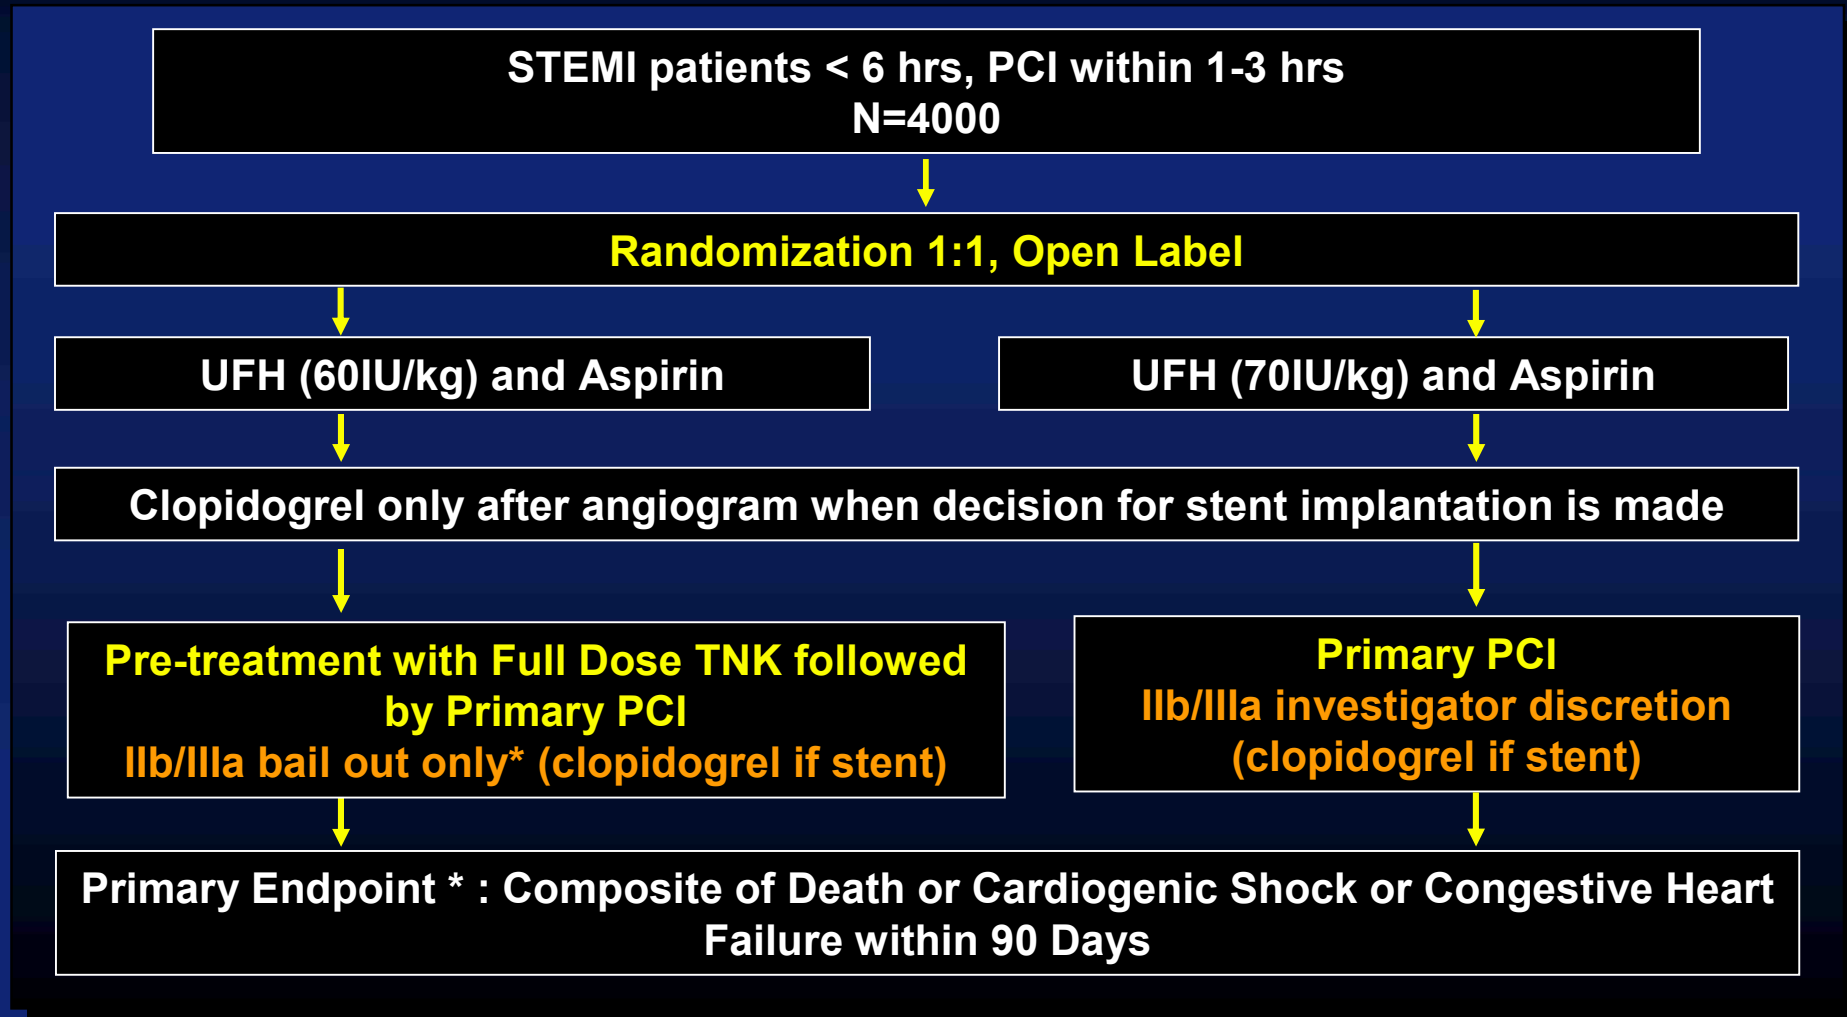 STEMI patients < 6 hrs, PCI within 1-3 hrs
N=4000
Randomization 1:1, Open Label
UFH (60IU/kg) and Aspirin
UFH (70IU/kg) and Aspirin
Clopidogrel only after angiogram when decision for stent implantation is made
Pre-treatment with Full Dose TNK followed
by Primary PCI
IIb/IIIa bail out only* (clopidogrel if stent)
Primary PCI
IIb/IIIa investigator discretion
(clopidogrel if stent)
Primary Endpoint * : Composite of Death or Cardiogenic Shock or Congestive Heart
Failure within 90 Days